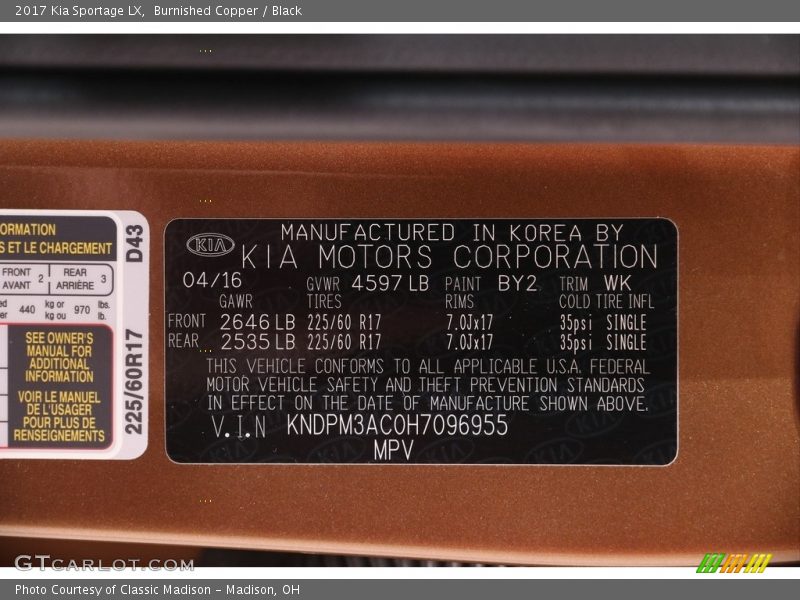 2017 Kia Sportage LX,  Burnished Copper / Black
ORMATION
S ET LE CHARGEMENT
FRONT AVANT 2 REAR ARRIÈRE 3
440 kg or kg ou 970 lbs. lb.
SEE OWNER'S
MANUAL FOR
ADDITIONAL
INFORMATION
VOIR LE MANUEL
DE L'USAGER
POUR PLUS DE
RENSEIGNEMENTS
225/60R17 D43
MANUFACTURED IN KOREA BY
KIA KIA MOTORS CORPORATION
04/16 GVWR 4597 LB PAINT BY2 TRIM WK
GAWR TIRES RIMS COLD TIRE INFL
FRONT 2646 LB 225/60 R17 7.0Jx17 35psi SINGLE
REAR 2535 LB 225/60 R17 7.0Jx17 35psi SINGLE
THIS VEHICLE CONFORMS TO ALL APPLICABLE U.S.A. FEDERAL
MOTOR VEHICLE SAFETY AND THEFT PREVENTION STANDARDS
IN EFFECT ON THE DATE OF MANUFACTURE SHOWN ABOVE.
V.I.N KNDPM3AC0H7096955
MPV
GTCARLOT.COM
Photo Courtesy of Classic Madison - Madison, OH